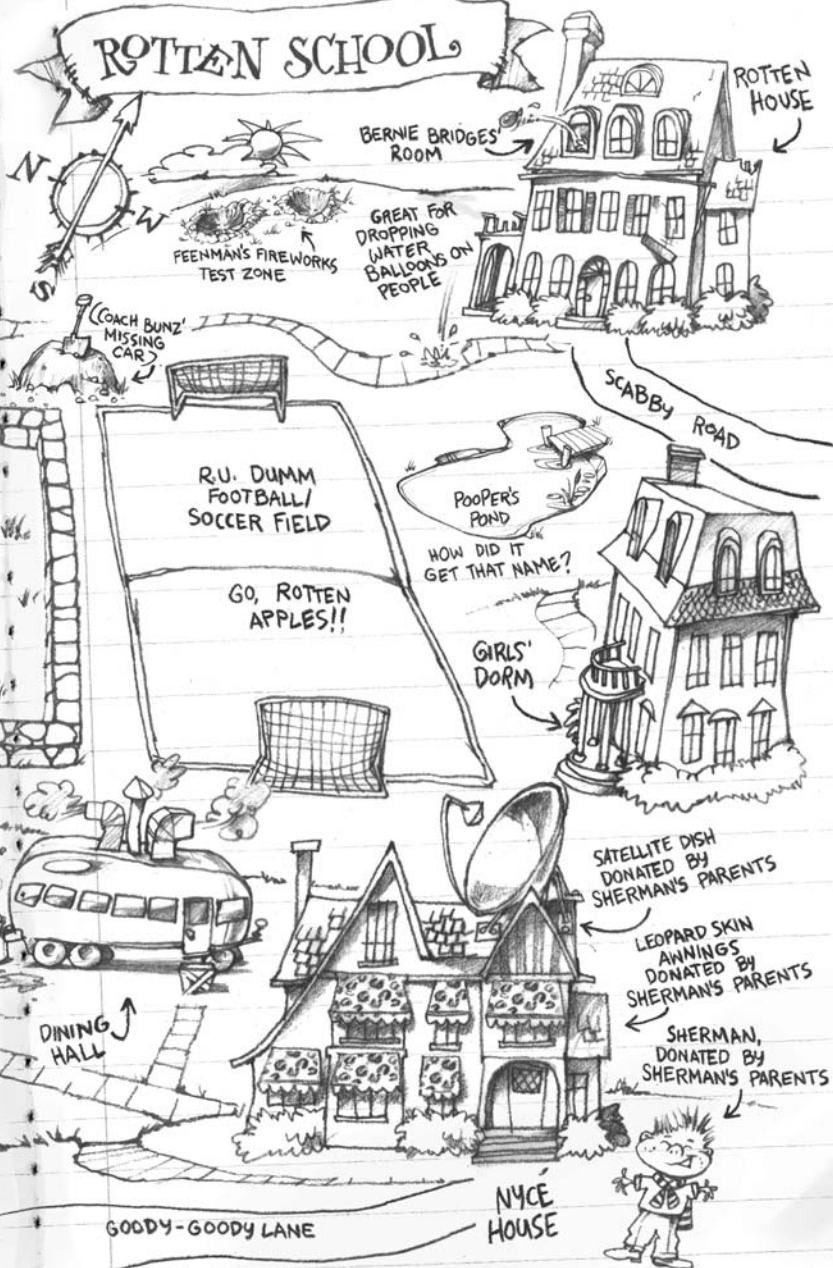 ROTTEN SCHOOL
ROTTEN
HOUSE
BERNIE BRIDGES'
ROOM
N
W
S
FEENMAN'S FIREWORKS
TEST ZONE
GREAT FOR
DROPPING
WATER
BALLOONS ON
PEOPLE
COACH BUNZ'
MISSING
CAR
SCABBY ROAD
R.U. DUMM
FOOTBALL/
SOCCER FIELD
POOPER'S
POND
HOW DID IT
GET THAT NAME?
GO, ROTTEN
APPLES!!
GIRLS'
DORM
SATELLITE DISH
DONATED BY
SHERMAN'S PARENTS
LEOPARD SKIN
AWNINGS
DONATED BY
SHERMAN'S PARENTS
DINING
HALL
SHERMAN,
DONATED BY
SHERMAN'S PARENTS
NYCE
HOUSE
GOODY-GOODY LANE